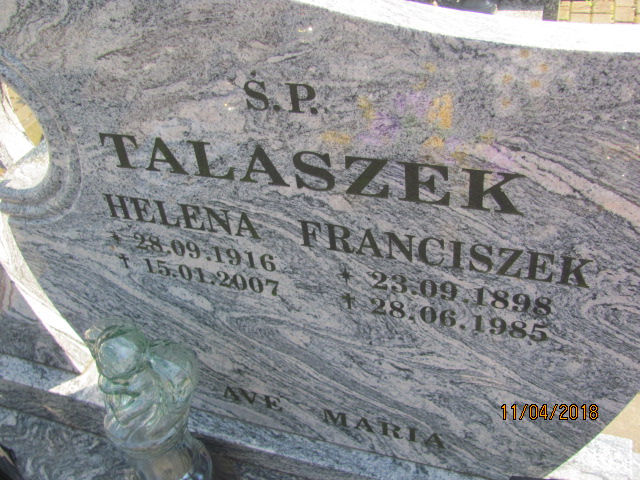 Ś.P.
TALASZEK
HELENA FRANCISZEK
* 28.09.1916 * 23.09.1898
† 15.01.2007 † 28.06.1985
AVE MARIA
11/04/2018